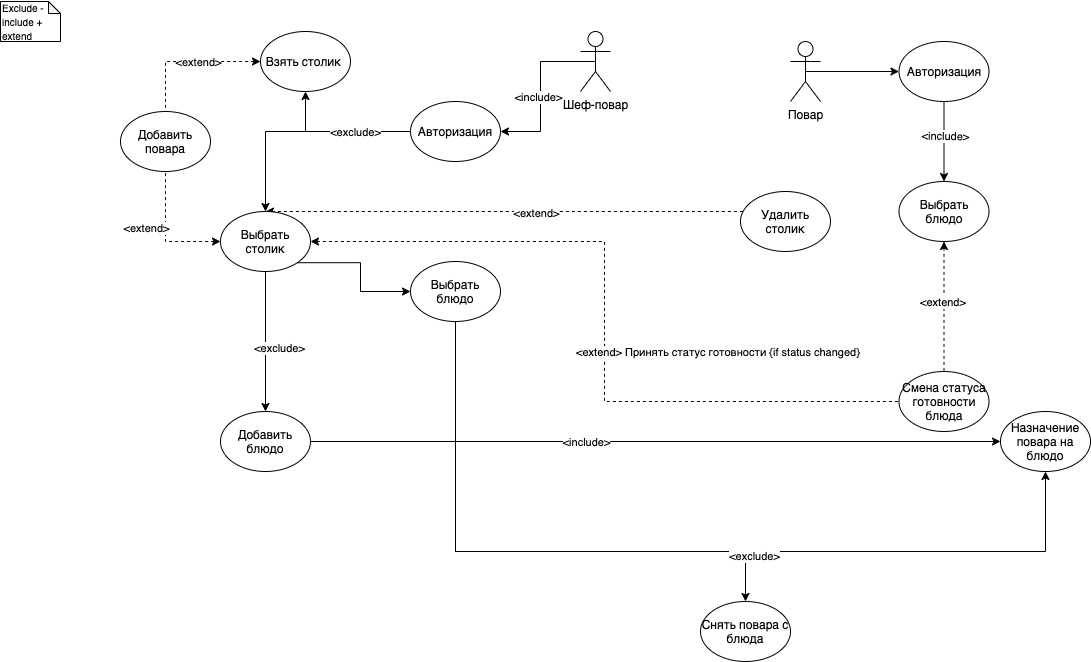 Exclude -
include +
extend
<extend>
Взять столик
<include>
Шеф-повар
Повар
Авторизация
Добавить
повара
<exclude>
Авторизация
<include>
<extend>
Выбрать
столик
<extend>
Удалить
столик
Выбрать
блюдо
Выбрать
блюдо
<extend>
<exclude>
<extend> Принять статус готовности {if status changed}
Смена статуса
готовности
блюда
Добавить
блюдо
<include>
Назначение
повара на
блюдо
<exclude>
Снять повара с
блюда